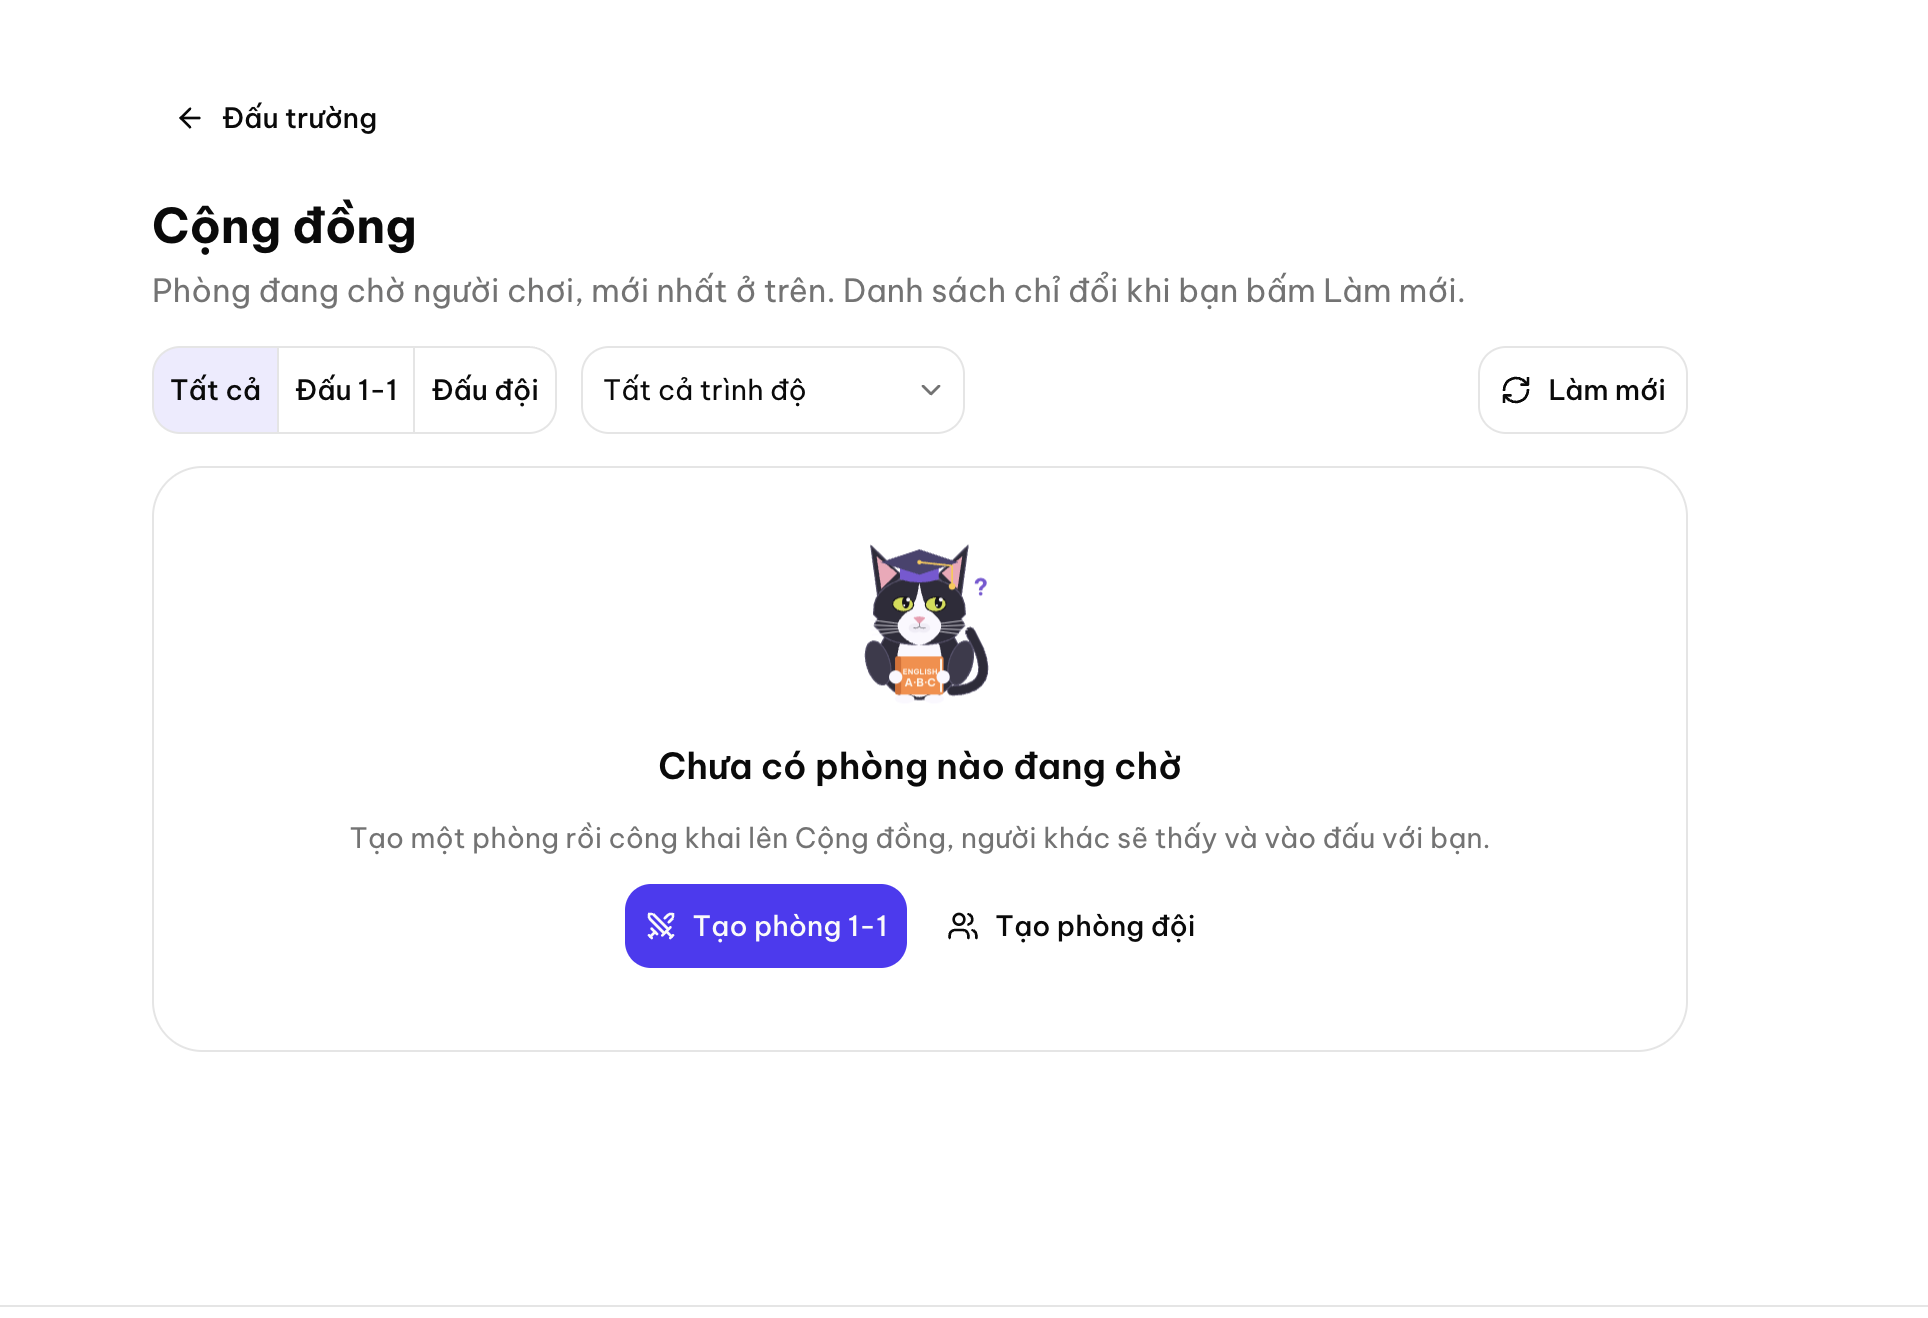 Đấu trường
Cộng đồng
Phòng đang chờ người chơi, mới nhất ở trên. Danh sách chỉ đổi khi bạn bấm Làm mới.
Tất cả Đấu 1-1 Đấu đội Tất cả trình độ Làm mới
?
ENGLISH
A·B·C
Chưa có phòng nào đang chờ
Tạo một phòng rồi công khai lên Cộng đồng, người khác sẽ thấy và vào đấu với bạn.
Tạo phòng 1-1 Tạo phòng đội